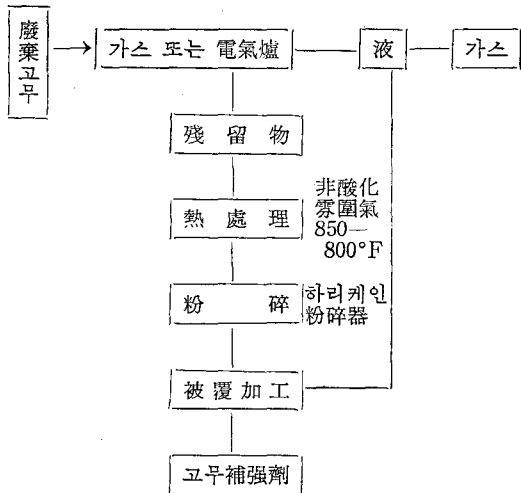 廢棄고무
가스 또는 電氣爐
液
가스
殘留物
熱處理
非酸化
雰圍氣
850—
800°F
粉碎
하리케인
粉碎器
被覆加工
고무補强劑